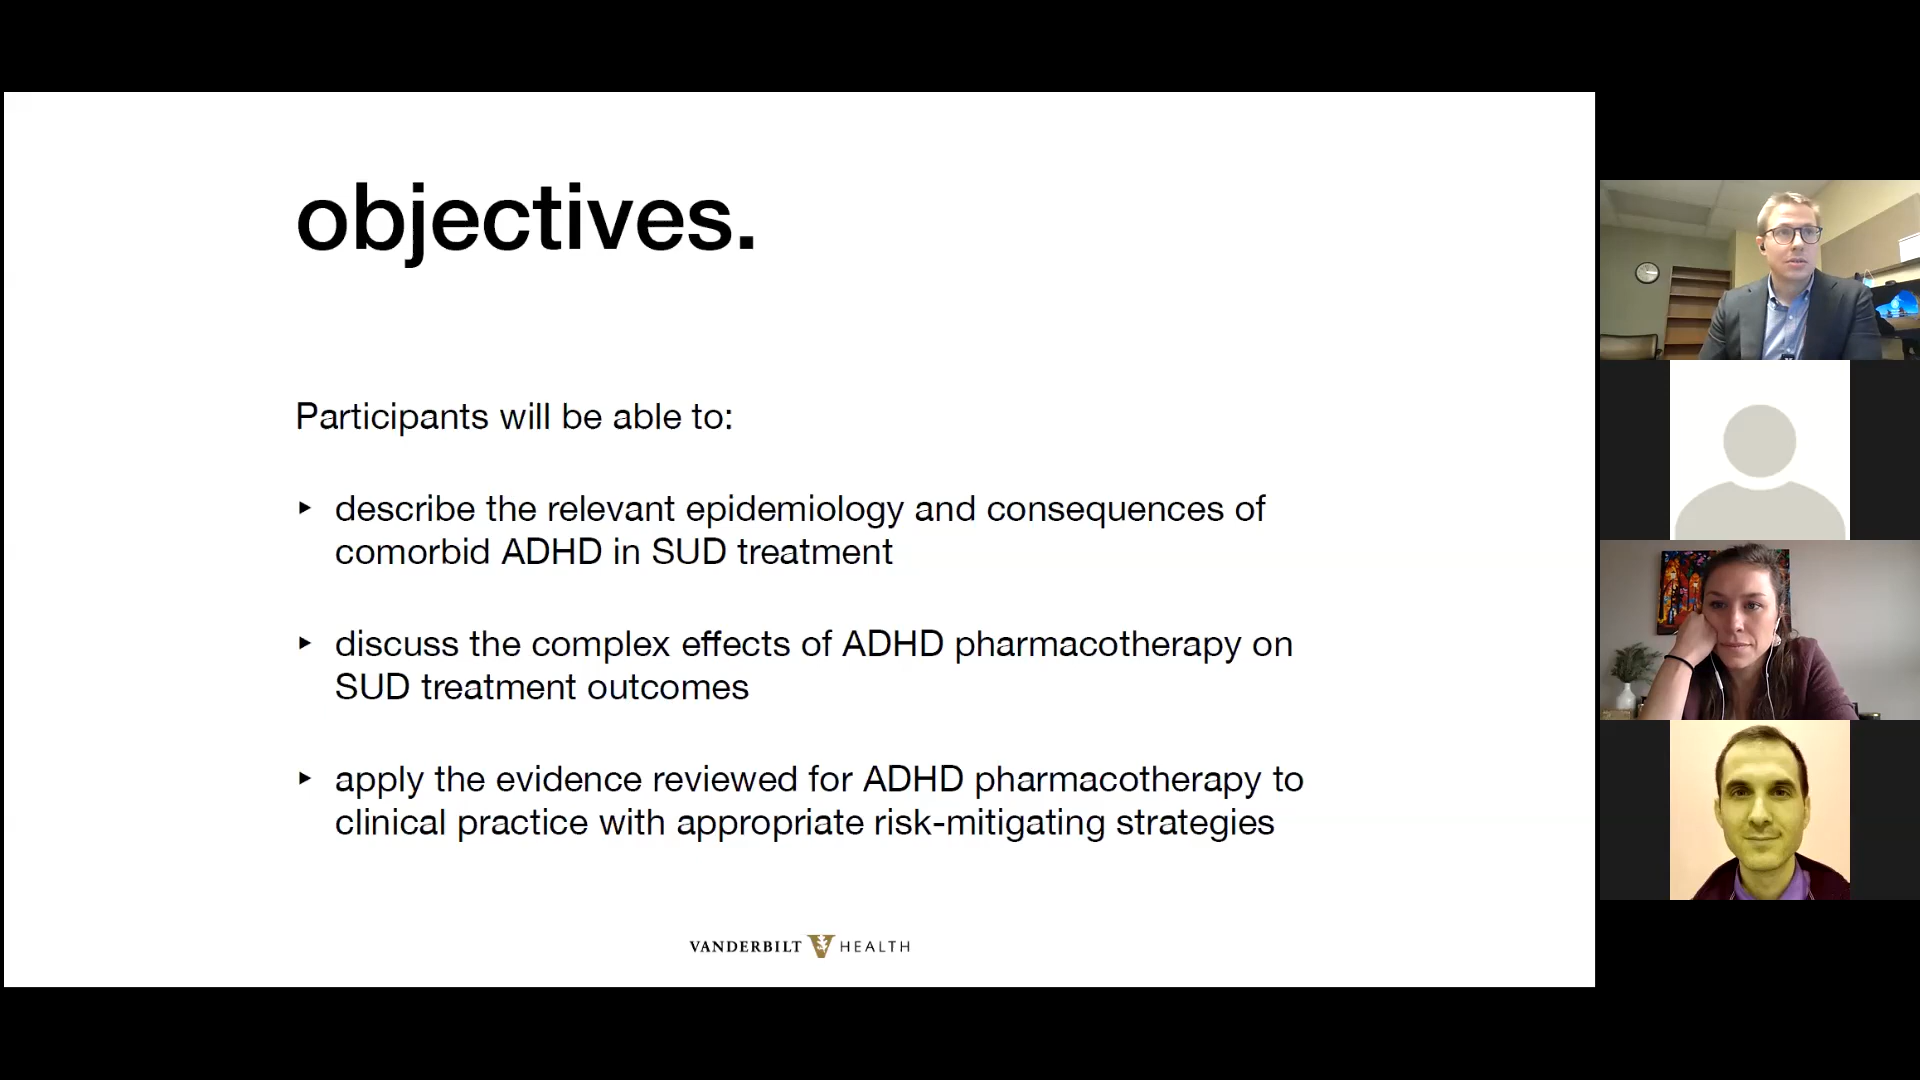 objectives.
Participants will be able to:
‣ describe the relevant epidemiology and consequences of
comorbid ADHD in SUD treatment
‣ discuss the complex effects of ADHD pharmacotherapy on
SUD treatment outcomes
‣ apply the evidence reviewed for ADHD pharmacotherapy to
clinical practice with appropriate risk-mitigating strategies
VANDERBILT V HEALTH